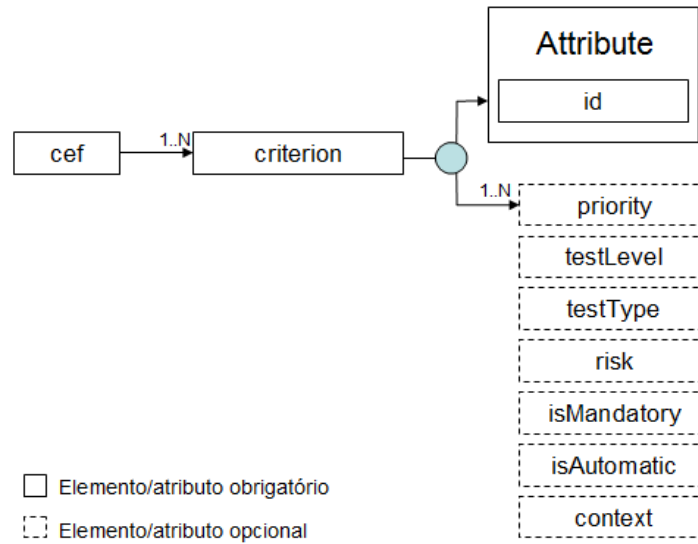 Attribute
id
cef
1..N
criterion
1..N
priority
testLevel
testType
risk
isMandatory
isAutomatic
context
Elemento/atributo obrigatório
Elemento/atributo opcional